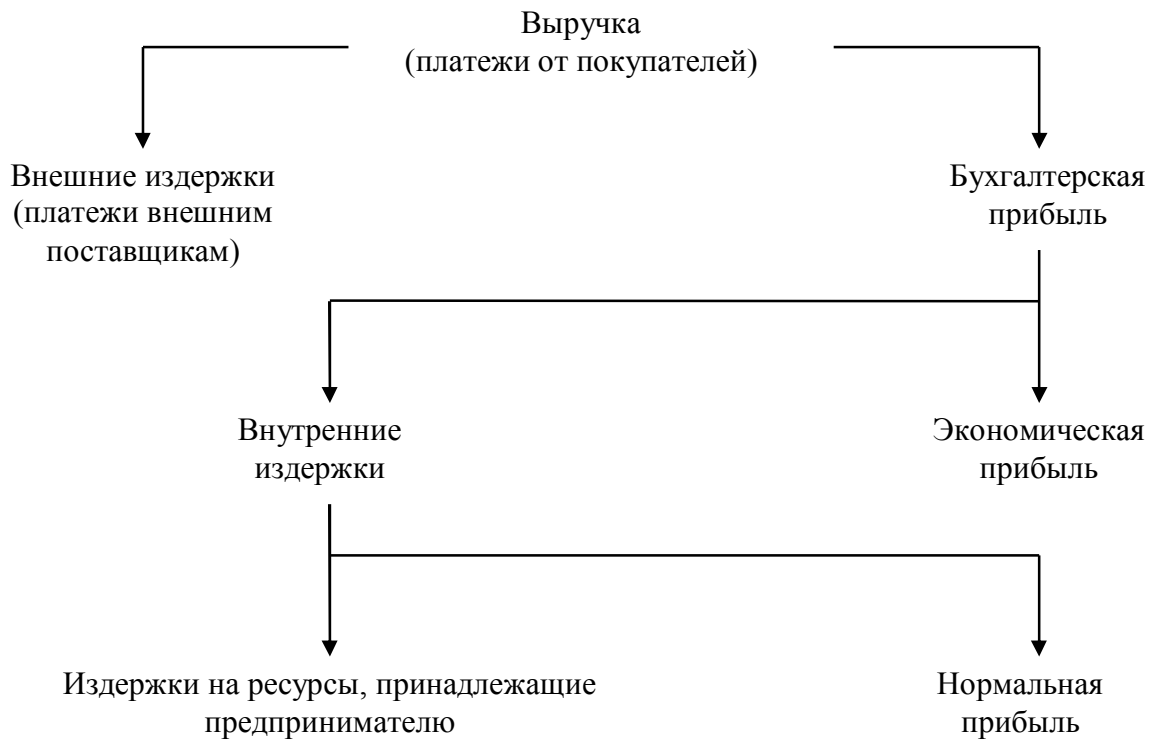 Выручка
(платежи от покупателей)
Внешние издержки
(платежи внешним
поставщикам)
Бухгалтерская
прибыль
Внутренние
издержки
Экономическая
прибыль
Издержки на ресурсы, принадлежащие
предпринимателю
Нормальная
прибыль